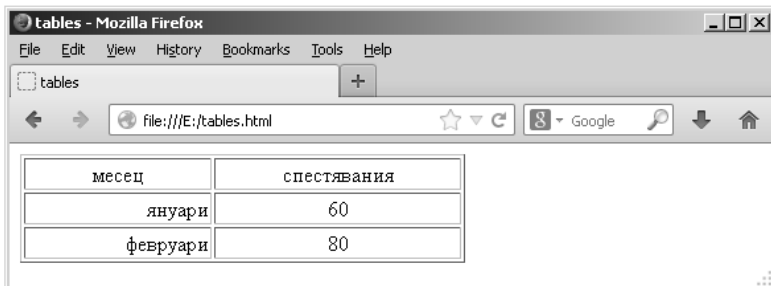 tables - Mozilla Firefox
File Edit View History Bookmarks Tools Help
tables +
file:///E:/tables.html 8 Google
месец спестявания
януари 60
февруари 80